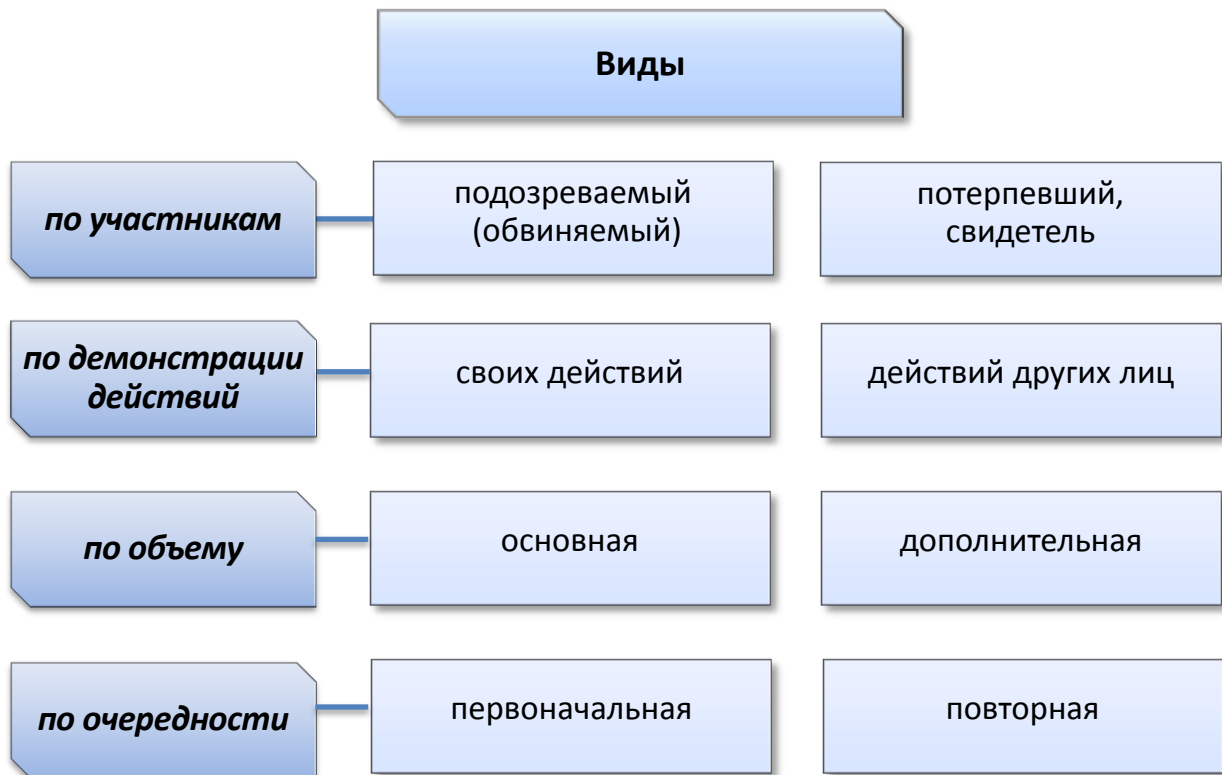 Виды
по участникам
подозреваемый
(обвиняемый)
потерпевший,
свидетель
по демонстрации
действий
своих действий
действий других лиц
по объему
основная
дополнительная
по очередности
первоначальная
повторная